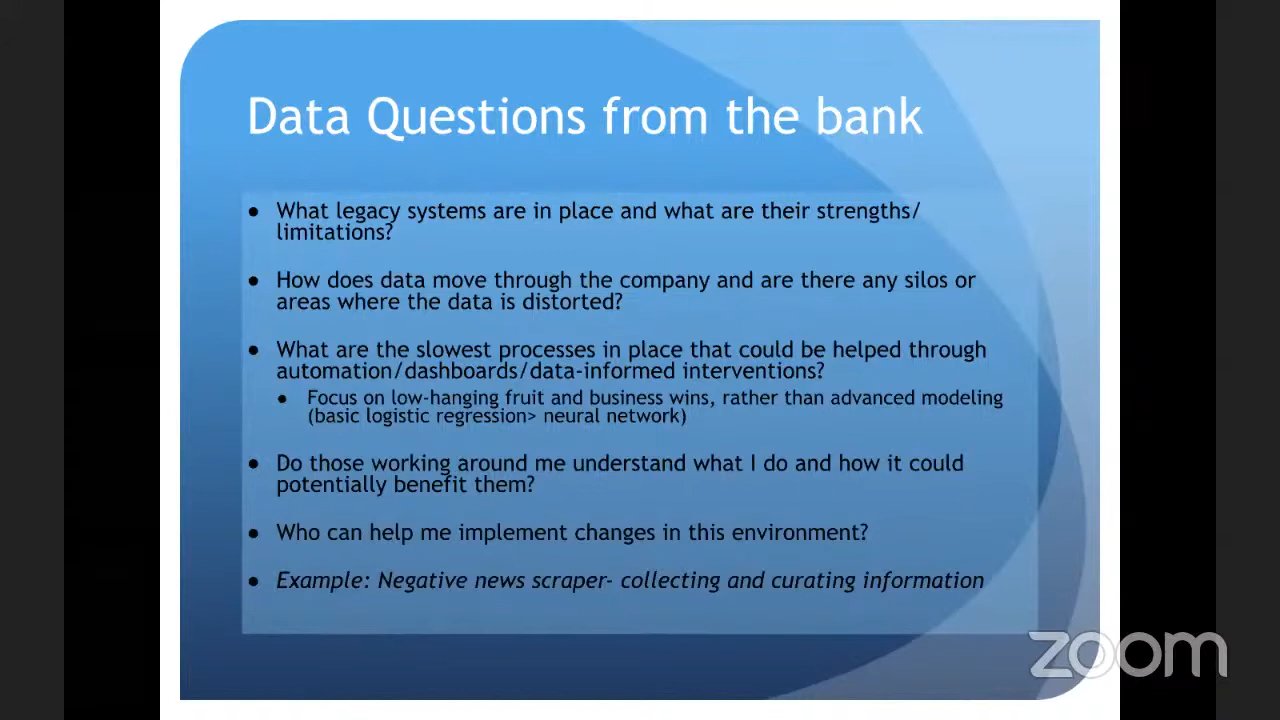 Data Questions from the bank
● What legacy systems are in place and what are their strengths/
limitations?
● How does data move through the company and are there any silos or
areas where the data is distorted?
● What are the slowest processes in place that could be helped through
automation/dashboards/data-informed interventions?
● Focus on low-hanging fruit and business wins, rather than advanced modeling
(basic logistic regression> neural network)
● Do those working around me understand what I do and how it could
potentially benefit them?
● Who can help me implement changes in this environment?
● Example: Negative news scraper- collecting and curating information
zoom